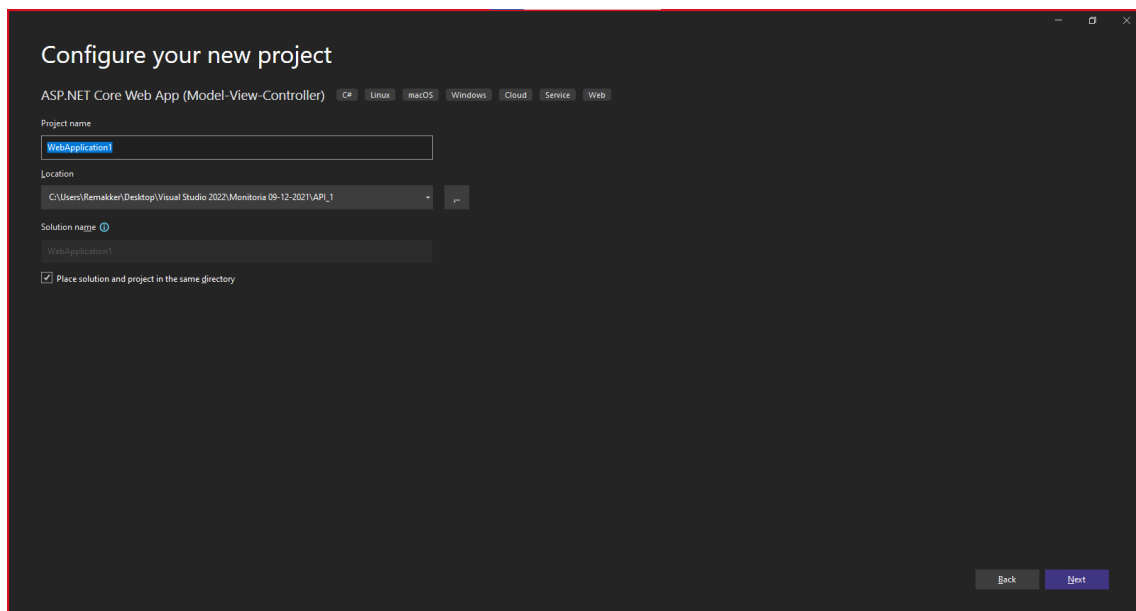 Configure your new project
ASP.NET Core Web App (Model-View-Controller) C# Linux macOS Windows Cloud Service Web
Project name
WebApplication1
Location
C:\Users\Remakker\Desktop\Visual Studio 2022\Monitoria 09-12-2021\API_1
...
Solution name
WebApplication1
Place solution and project in the same directory
Back Next